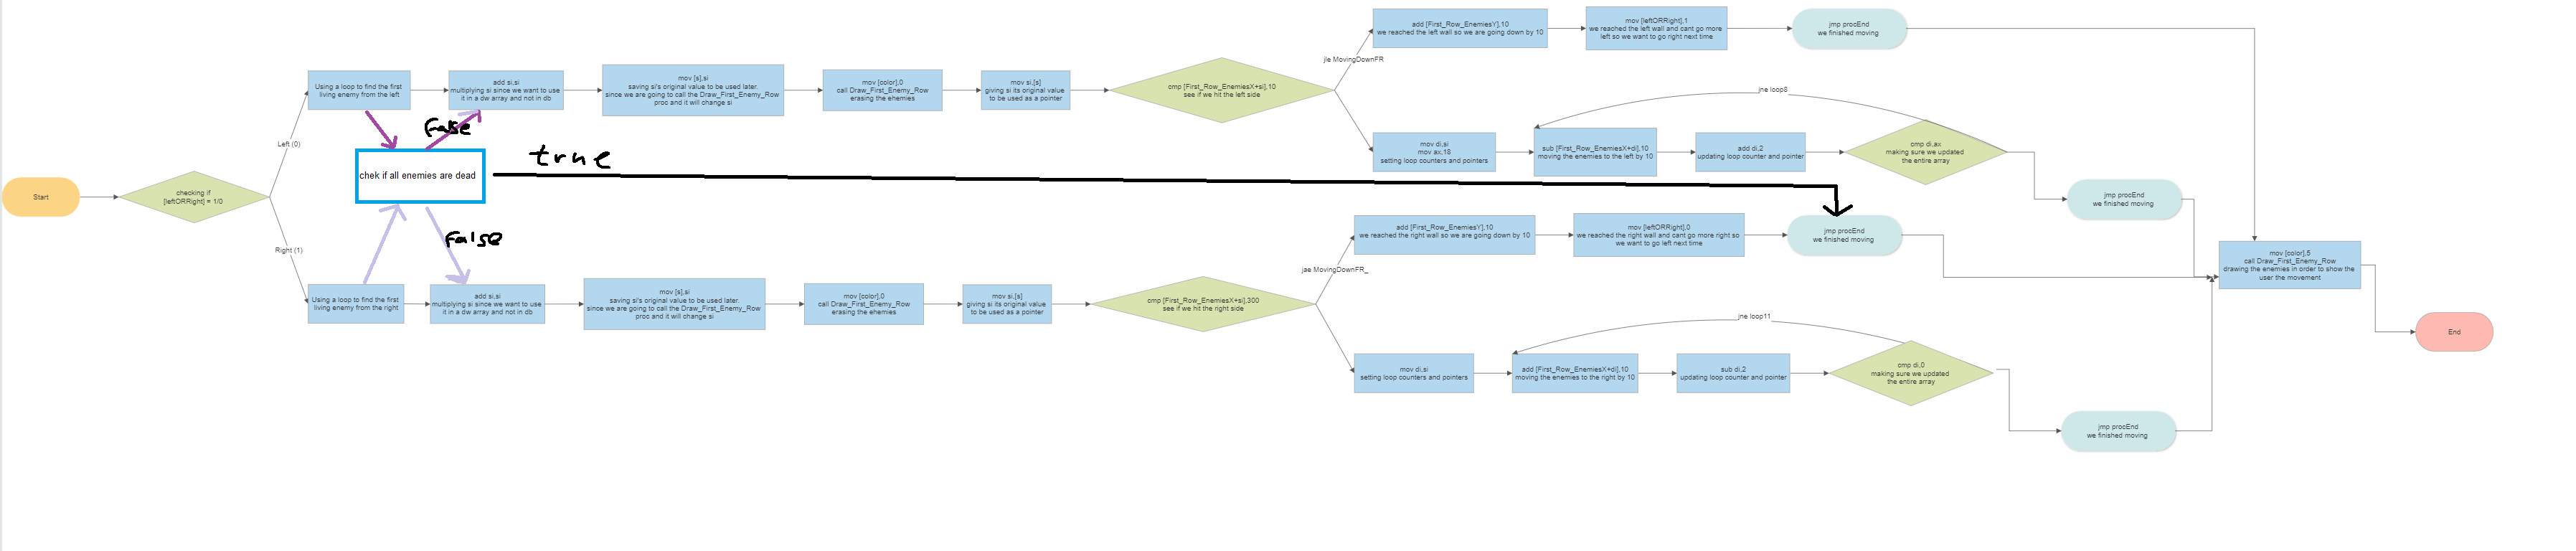 Start
checking if
[leftORRight] = 1/0
Left (0)
Right (1)
Using a loop to find the first
living enemy from the left
add si,si
multiplying si since we want to use
it in a dw array and not in db
mov [s],si
saving si's original value to be used later.
since we are going to call the Draw_First_Enemy_Row
proc and it will change si
mov [color],0
call Draw_First_Enemy_Row
erasing the ehemies
mov si,[s]
giving si its original value
to be used as a pointer
cmp [First_Row_EnemiesX+si],10
see if we hit the left side
jle MovingDownFR
add [First_Row_EnemiesY],10
we reached the left wall so we are going down by 10
mov [leftORRight],1
we reached the left wall and cant go more
left so we want to go right next time
jmp procEnd
we finished moving
mov di,si
mov ax,18
setting loop counters and pointers
sub [First_Row_EnemiesX+di],10
moving the enemies to the left by 10
add di,2
updating loop counter and pointer
jne loop8
cmp di,ax
making sure we updated
the entire array
jmp procEnd
we finished moving
False
chek if all enemies are dead
true
False
Using a loop to find the first
living enemy from the right
add si,si
multiplying si since we want to use
it in a dw array and not in db
mov [s],si
saving si's original value to be used later.
since we are going to call the Draw_First_Enemy_Row
proc and it will change si
mov [color],0
call Draw_First_Enemy_Row
erasing the ehemies
mov si,[s]
giving si its original value
to be used as a pointer
cmp [First_Row_EnemiesX+si],300
see if we hit the right side
jae MovingDownFR_
add [First_Row_EnemiesY],10
we reached the right wall so we are going down by 10
mov [leftORRight],0
we reached the right wall and cant go more right so
we want to go left next time
jmp procEnd
we finished moving
mov di,si
setting loop counters and pointers
add [First_Row_EnemiesX+di],10
moving the enemies to the right by 10
sub di,2
updating loop counter and pointer
jne loop11
cmp di,0
making sure we updated
the entire array
jmp procEnd
we finished moving
mov [color],5
call Draw_First_Enemy_Row
drawing the enemies in order to show the
user the movement
End